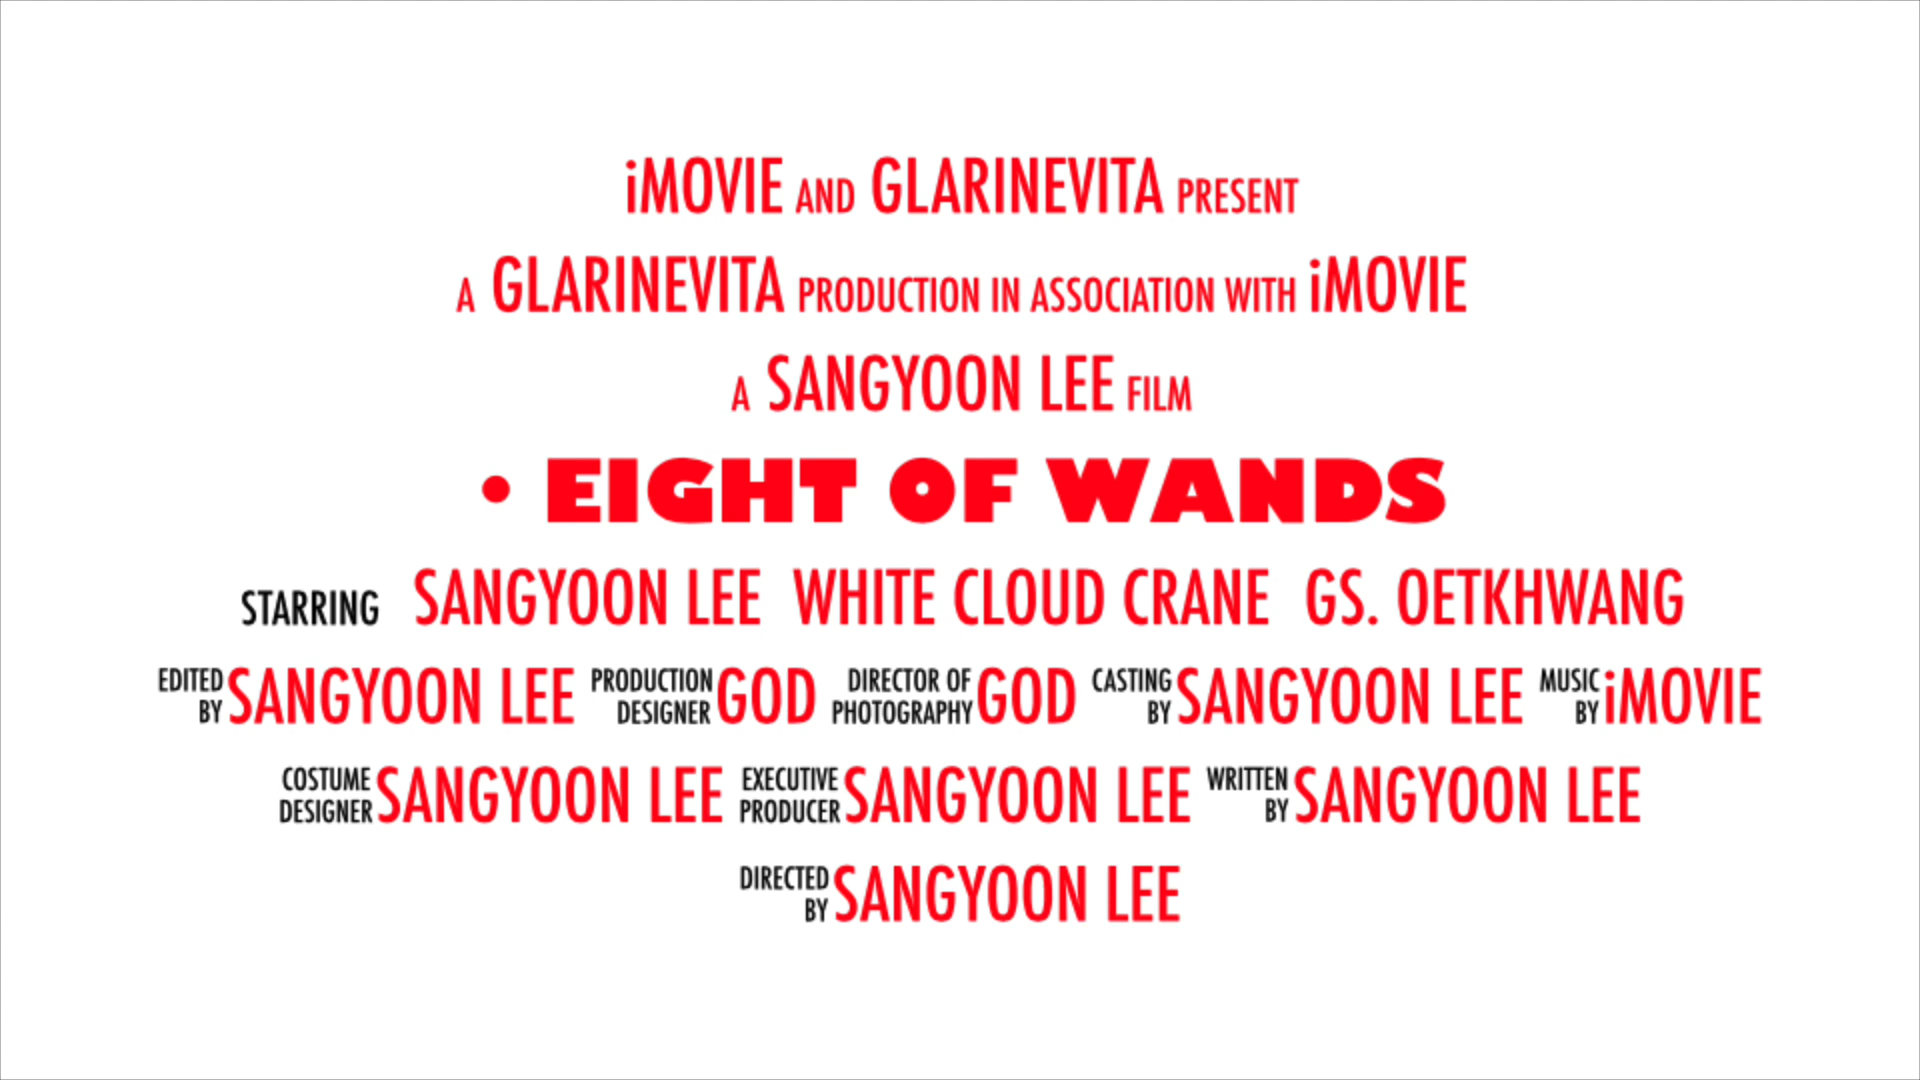 iMOVIE AND GLARINEVITA PRESENT
A GLARINEVITA PRODUCTION IN ASSOCIATION WITH iMOVIE
A SANGYOON LEE FILM
• EIGHT OF WANDS
STARRING SANGYOON LEE WHITE CLOUD CRANE GS. OETKHWANG
EDITED BY SANGYOON LEE PRODUCTION DESIGNER GOD DIRECTOR OF PHOTOGRAPHY GOD CASTING BY SANGYOON LEE MUSIC BY iMOVIE
COSTUME DESIGNER SANGYOON LEE EXECUTIVE PRODUCER SANGYOON LEE WRITTEN BY SANGYOON LEE
DIRECTED BY SANGYOON LEE